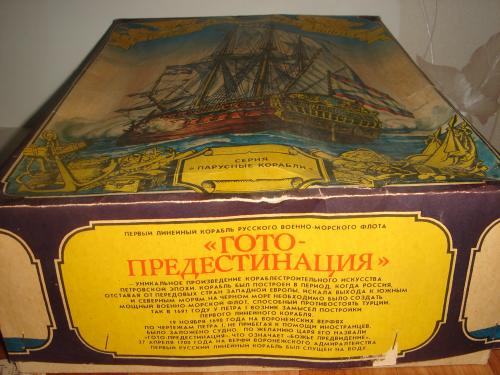 СЕРИЯ
«ПАРУСНЫЕ КОРАБЛИ»
ПЕРВЫЙ ЛИНЕЙНЫЙ КОРАБЛЬ РУССКОГО ВОЕННО-МОРСКОГО ФЛОТА
«ГОТО-
ПРЕДЕСТИНАЦИЯ»
— УНИКАЛЬНОЕ ПРОИЗВЕДЕНИЕ КОРАБЛЕСТРОИТЕЛЬНОГО ИСКУССТВА
ПЕТРОВСКОЙ ЭПОХИ. КОРАБЛЬ БЫЛ ПОСТРОЕН В ПЕРИОД, КОГДА РОССИЯ,
ОТСТАВАЯ ОТ ПЕРЕДОВЫХ СТРАН ЗАПАДНОЙ ЕВРОПЫ, ИСКАЛА ВЫХОДА К ЮЖНЫМ
И СЕВЕРНЫМ МОРЯМ. НА ЧЕРНОМ МОРЕ НЕОБХОДИМО БЫЛО СОЗДАТЬ
МОЩНЫЙ ВОЕННО-МОРСКОЙ ФЛОТ, СПОСОБНЫЙ ПРОТИВОСТОЯТЬ ТУРЦИИ.
ТАК В 1697 ГОДУ У ПЕТРА I ВОЗНИК ЗАМЫСЕЛ ПОСТРОЙКИ
ПЕРВОГО ЛИНЕЙНОГО КОРАБЛЯ.
19 НОЯБРЯ 1698 ГОДА НА ВОРОНЕЖСКИХ ВЕРФЯХ
ПО ЧЕРТЕЖАМ ПЕТРА I, НЕ ПРИБЕГАЯ К ПОМОЩИ ИНОСТРАНЦЕВ,
БЫЛО ЗАЛОЖЕНО СУДНО. ПО ЖЕЛАНИЮ ЦАРЯ ЕГО НАЗВАЛИ
«ГОТО-ПРЕДЕСТИНАЦИЯ», ЧТО ОЗНАЧАЕТ «БОЖЬЕ ПРЕДВИДЕНИЕ».
27 АПРЕЛЯ 1700 ГОДА НА ВЕРФИ ВОРОНЕЖСКОГО АДМИРАЛТЕЙСТВА
ПЕРВЫЙ РУССКИЙ ЛИНЕЙНЫЙ КОРАБЛЬ БЫЛ СПУЩЕН НА ВОДУ